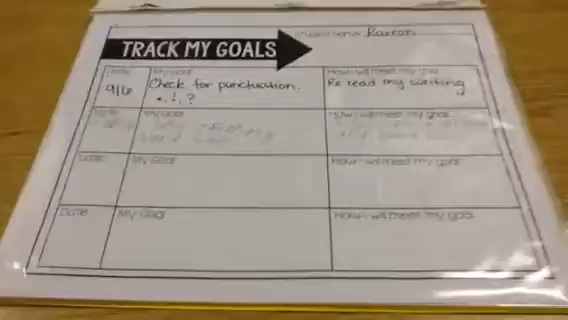 Student Name: Raxton
TRACK MY GOALS
Date My Goal How I will meet my goal
9/6 Check for punctuation. Re-read my writing
. ! , ?
Date My Goal How I will meet my goal
Date My Goal How I will meet my goal
Date My Goal How I will meet my goal